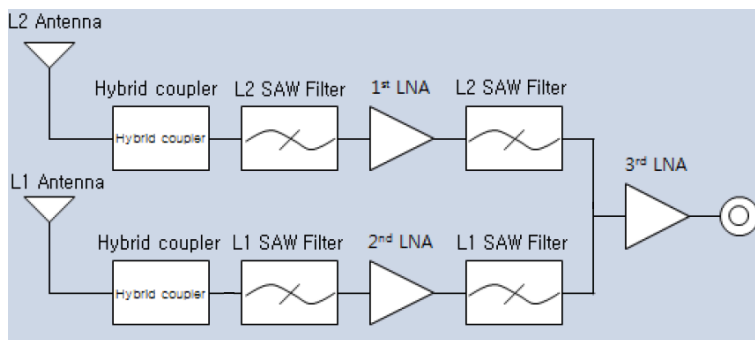 L2 Antenna
Hybrid coupler L2 SAW Filter 1st LNA L2 SAW Filter
Hybrid coupler
3rd LNA
L1 Antenna
Hybrid coupler L1 SAW Filter 2nd LNA L1 SAW Filter
Hybrid coupler